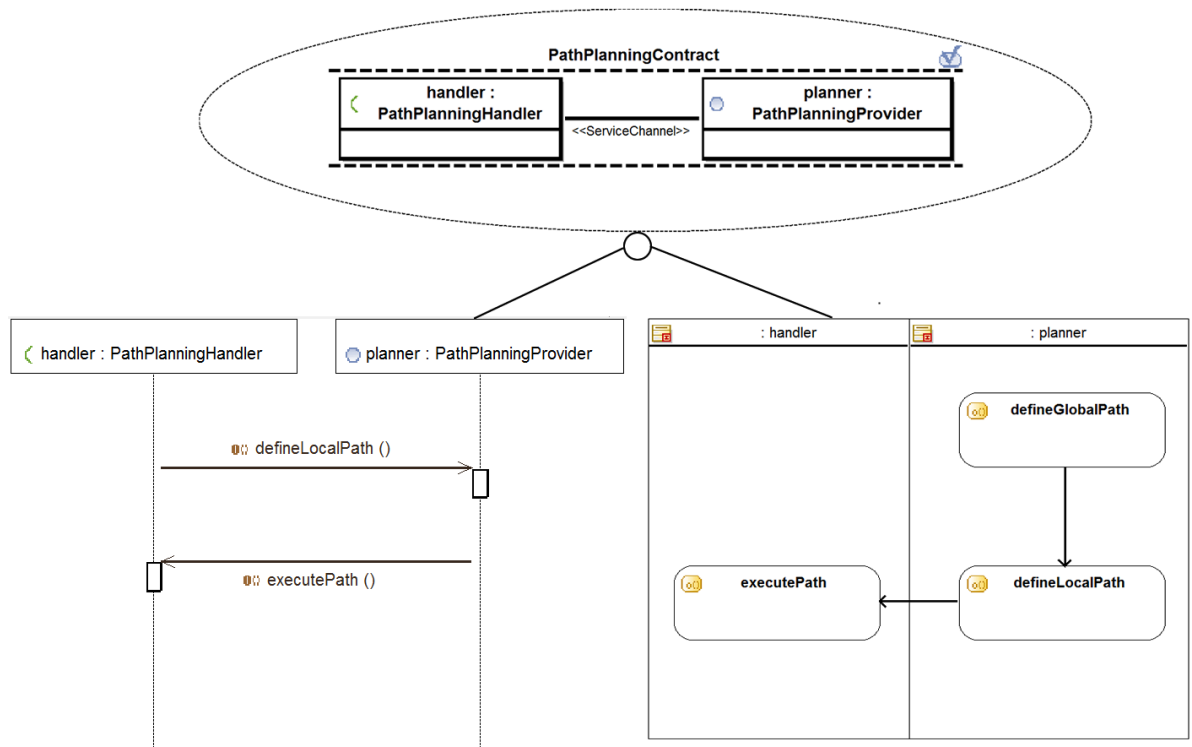 PathPlanningContract
handler :
PathPlanningHandler
<<ServiceChannel>>
planner :
PathPlanningProvider
handler : PathPlanningHandler
planner : PathPlanningProvider
defineLocalPath ()
executePath ()
: handler
: planner
defineGlobalPath
executePath
defineLocalPath